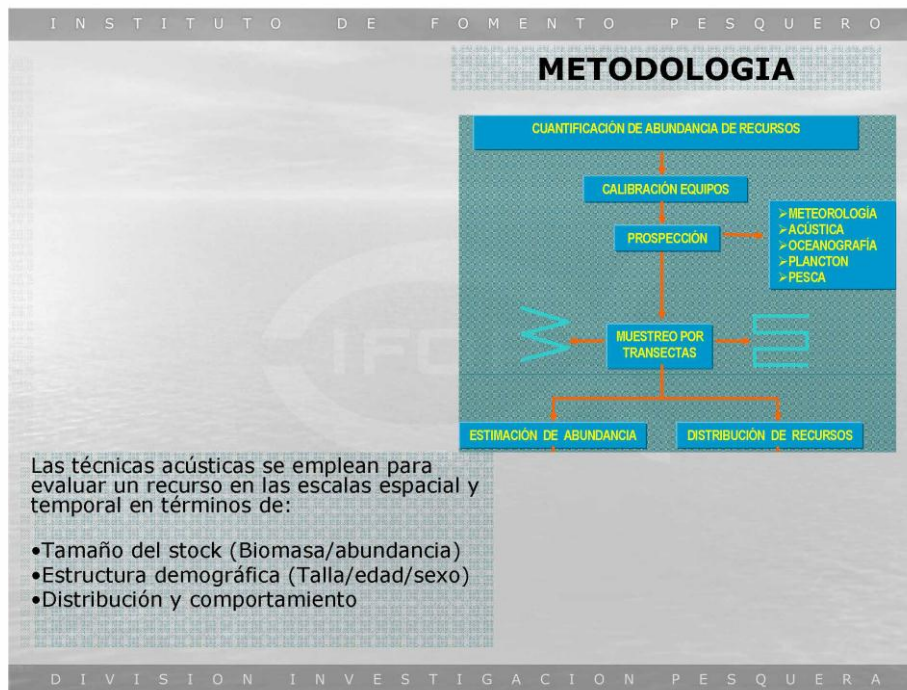 INSTITUTO DE FOMENTO PESQUERO
METODOLOGIA
CUANTIFICACIÓN DE ABUNDANCIA DE RECURSOS
CALIBRACIÓN EQUIPOS
PROSPECCIÓN
➢METEOROLOGÍA
➢ACÚSTICA
➢OCEANOGRAFÍA
➢PLANCTON
➢PESCA
MUESTREO POR
TRANSECTAS
ESTIMACIÓN DE ABUNDANCIA
DISTRIBUCIÓN DE RECURSOS
Las técnicas acústicas se emplean para
evaluar un recurso en las escalas espacial y
temporal en términos de:
•Tamaño del stock (Biomasa/abundancia)
•Estructura demográfica (Talla/edad/sexo)
•Distribución y comportamiento
DIVISION INVESTIGACION PESQUERA